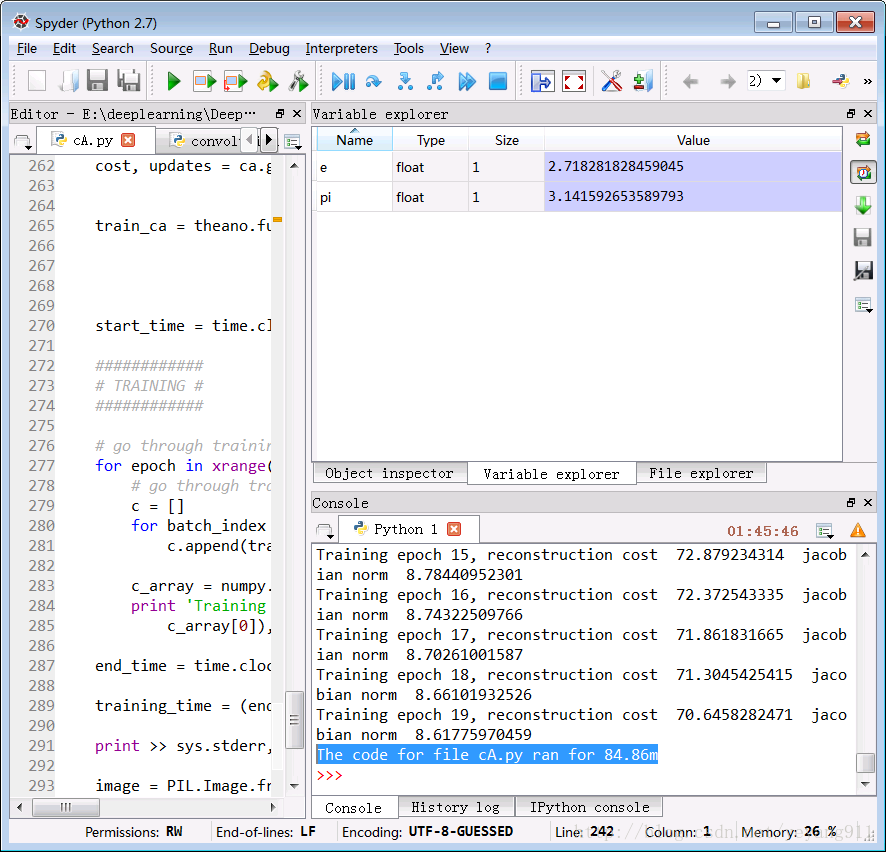 Spyder (Python 2.7)
File Edit Search Source Run Debug Interpreters Tools View ?
2) »
Editor - E:\deeplearning\Deep...
cA.py convol
262 cost, updates = ca.g
263
264
265 train_ca = theano.fu
266
267
268
269
270 start_time = time.cl
271
272 ############
273 # TRAINING #
274 ############
275
276 # go through trainin
277 for epoch in xrange(
278 # go through tra
279 c = []
280 for batch_index
281 c.append(tra
282
283 c_array = numpy.
284 print 'Training
285 c_array[0]),
286
287 end_time = time.cloc
288
289 training_time = (end
290
291 print >> sys.stderr,
292
293 image = PIL.Image.fr
Variable explorer
Name Type Size Value
e float 1 2.718281828459045
pi float 1 3.141592653589793
Object inspector Variable explorer File explorer
Console
Python 1 01:45:46
Training epoch 15, reconstruction cost 72.879234314 jacob
ian norm 8.78440952301
Training epoch 16, reconstruction cost 72.372543335 jacob
ian norm 8.74322509766
Training epoch 17, reconstruction cost 71.861831665 jacob
ian norm 8.70261001587
Training epoch 18, reconstruction cost 71.3045425415 jaco
bian norm 8.66101932526
Training epoch 19, reconstruction cost 70.6458282471 jaco
bian norm 8.61775970459
The code for file cA.py ran for 84.86m
>>>
Console History log IPython console
Permissions: RW End-of-lines: LF Encoding: UTF-8-GUESSED Line: 242 Column: 1 Memory: 26 %